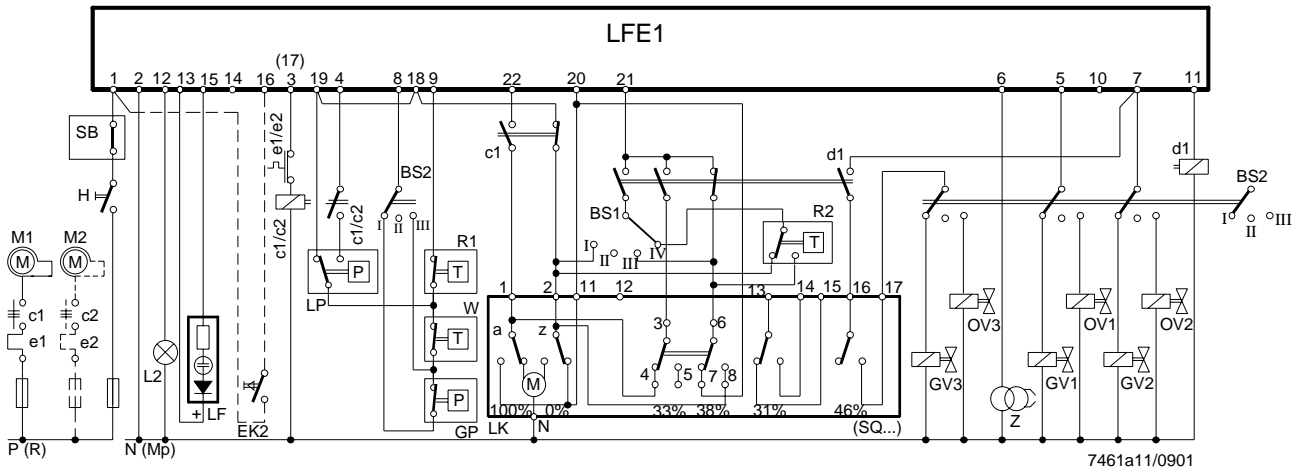 LFE1
(17)
1 2 12 13 15 14 16 3 19 4 8 18 9 22 20 21 6 5 10 7 11
SB
e1/e2
c1
d1
d1
H
BS2
BS2
c1/c2
c1/c2
BS1
R2
I II III
I II III IV
T
I II III
M1 M2
R1
M M
P
T
LP
W
1 2 11 12 13 14 15 16 17
c1 c2
a z
3 6
OV3 OV1 OV2
e1 e2
T
L2
M
4 5 7 8
GV3 GV1 GV2
P
100% 0% 33% 38% 31% 46%
+ LF
EK2
GP
LK
N
(SQ...)
Z
P (R)
N (Mp)
7461a11/0901